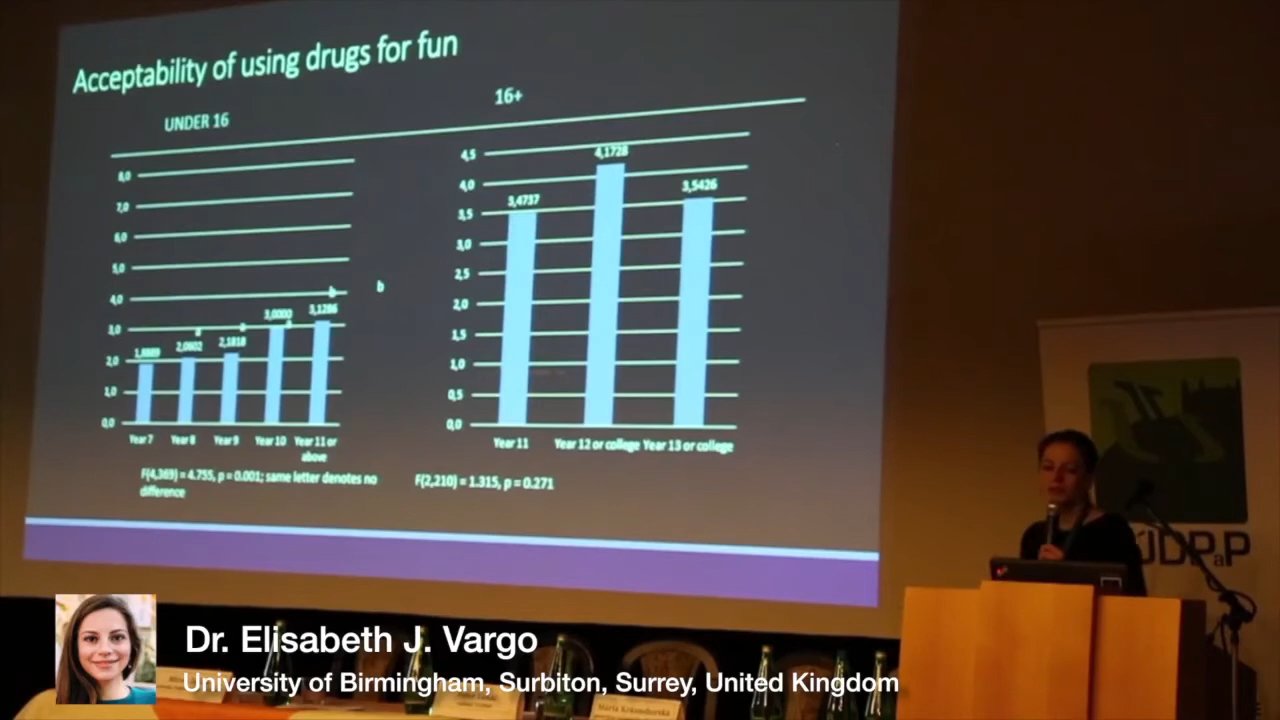 Acceptability of using drugs for fun
UNDER 16
16+
8,0
7,0
6,0
5,0
4,0
3,0
2,0
1,0
0,0
1,8889
2,0602
2,1818
3,0000
3,1286
a
a
a
b
b
Year 7 Year 8 Year 9 Year 10 Year 11 or
above
F(4,369) = 4.755, p = 0.001; same letter denotes no
difference
4,5
4,0
3,5
3,0
2,5
2,0
1,5
1,0
0,5
0,0
3,4737
4,1728
3,5426
Year 11 Year 12 or college Year 13 or college
F(2,210) = 1.315, p = 0.271
ÚDPaP
Dr. Elisabeth J. Vargo
University of Birmingham, Surbiton, Surrey, United Kingdom